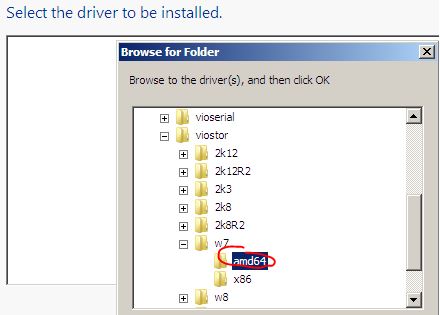 Select the driver to be installed.
Browse for Folder
Browse to the driver(s), and then click OK
vioserial
viostor
2k12
2k12R2
2k3
2k8
2k8R2
w7
amd64
x86
w8